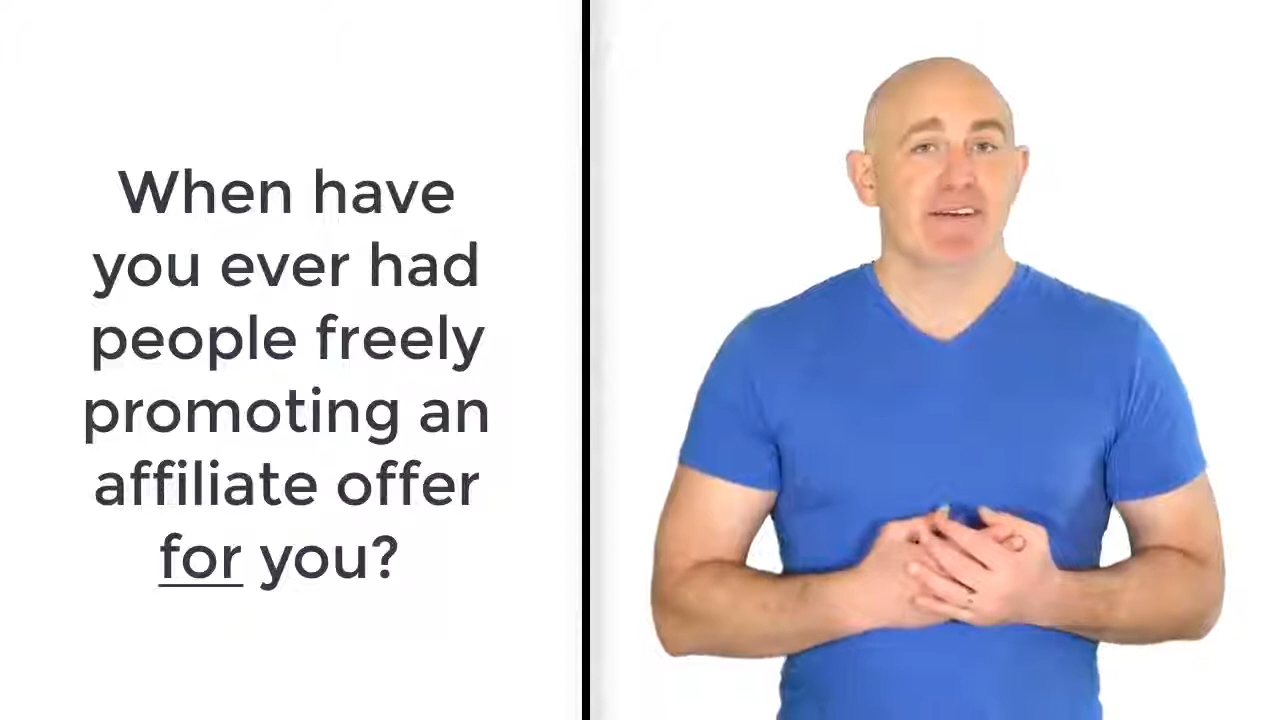 When have
you ever had
people freely
promoting an
affiliate offer
for you?